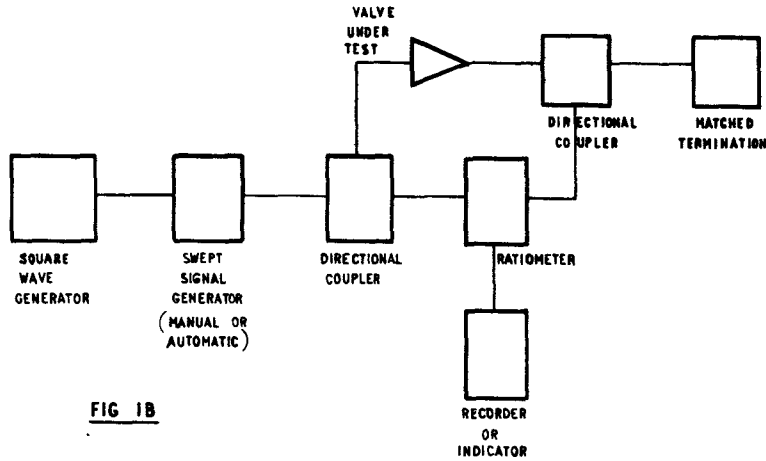 VALVE
UNDER
TEST
DIRECTIONAL
COUPLER
MATCHED
TERMINATION
SQUARE
WAVE
GENERATOR
SWEPT
SIGNAL
GENERATOR
(MANUAL OR
AUTOMATIC)
DIRECTIONAL
COUPLER
RATIOMETER
FIG 1B
RECORDER
OR
INDICATOR